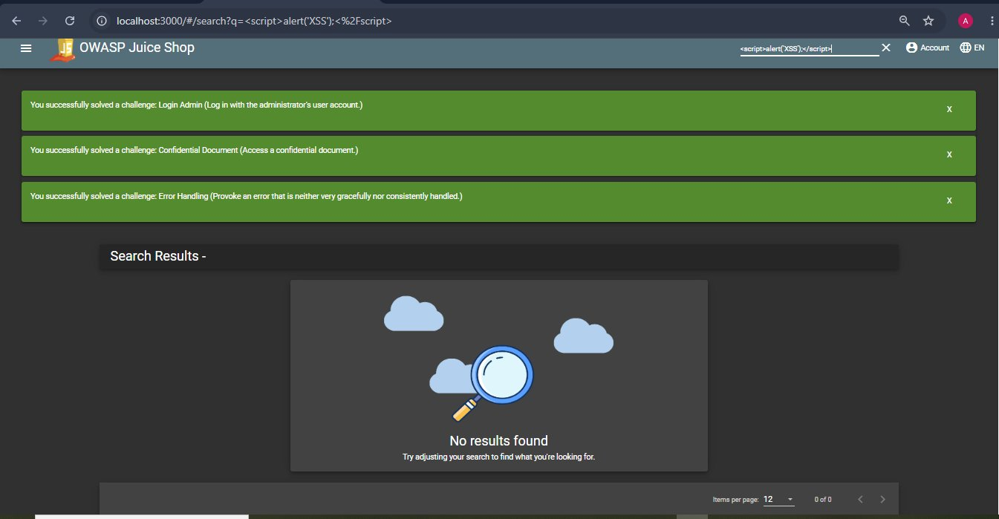 localhost:3000/#/search?q=<script>alert('XSS');<%2Fscript>
A
JS
OWASP Juice Shop
<script>alert('XSS');</script>
Account
EN
You successfully solved a challenge: Login Admin (Log in with the administrator's user account.)
X
You successfully solved a challenge: Confidential Document (Access a confidential document.)
X
You successfully solved a challenge: Error Handling (Provoke an error that is neither very gracefully nor consistently handled.)
X
Search Results -
No results found
Try adjusting your search to find what you're looking for.
Items per page: 12
0 of 0